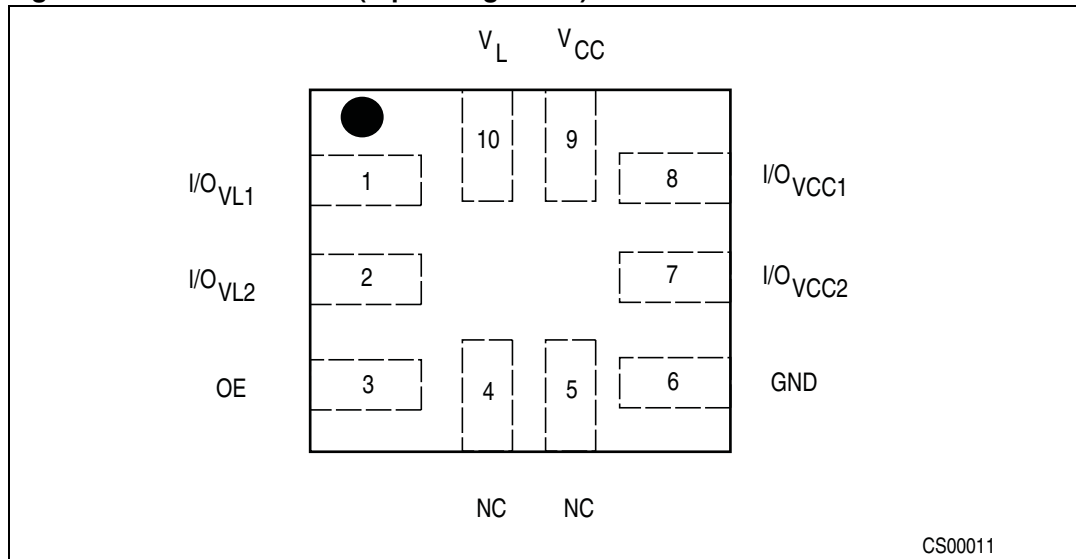 V_L V_CC
10 9
I/O_VL1 1 8 I/O_VCC1
I/O_VL2 2 7 I/O_VCC2
OE 3 4 5 6 GND
NC NC
CS00011